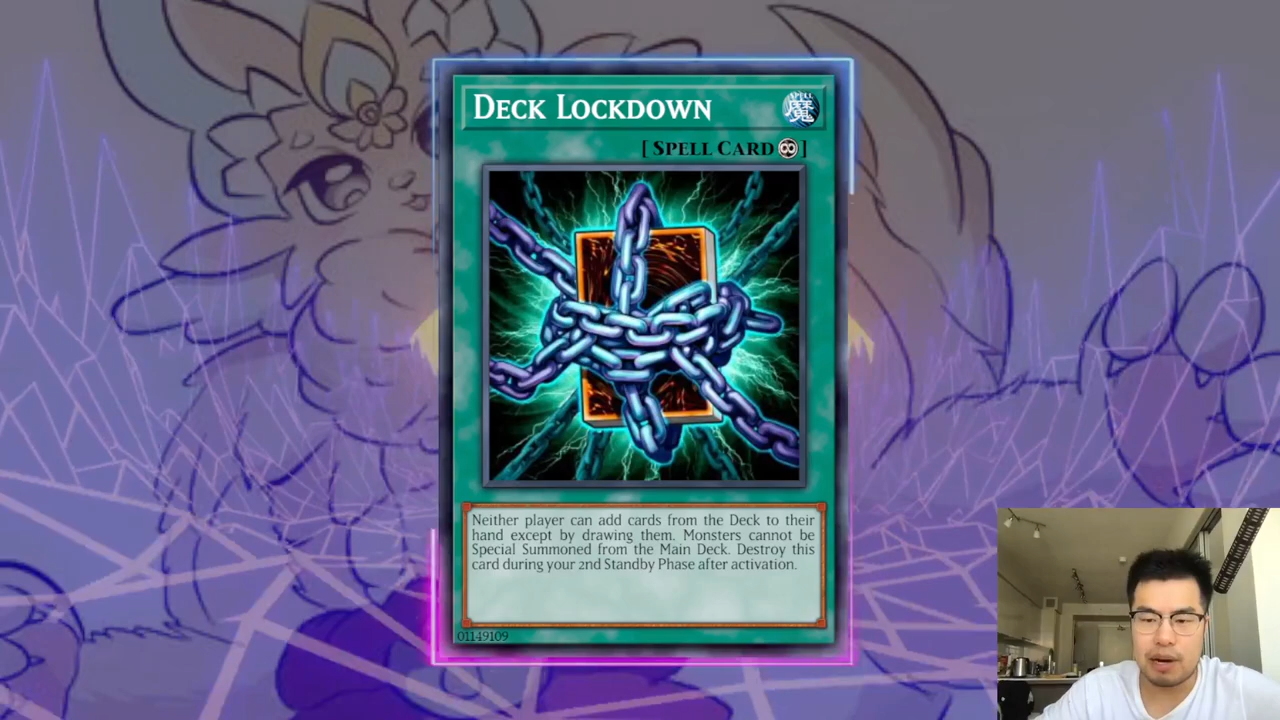 Deck Lockdown
魔
[ Spell Card ]
Neither player can add cards from the Deck to their
hand except by drawing them. Monsters cannot be
Special Summoned from the Main Deck. Destroy this
card during your 2nd Standby Phase after activation.
01149109